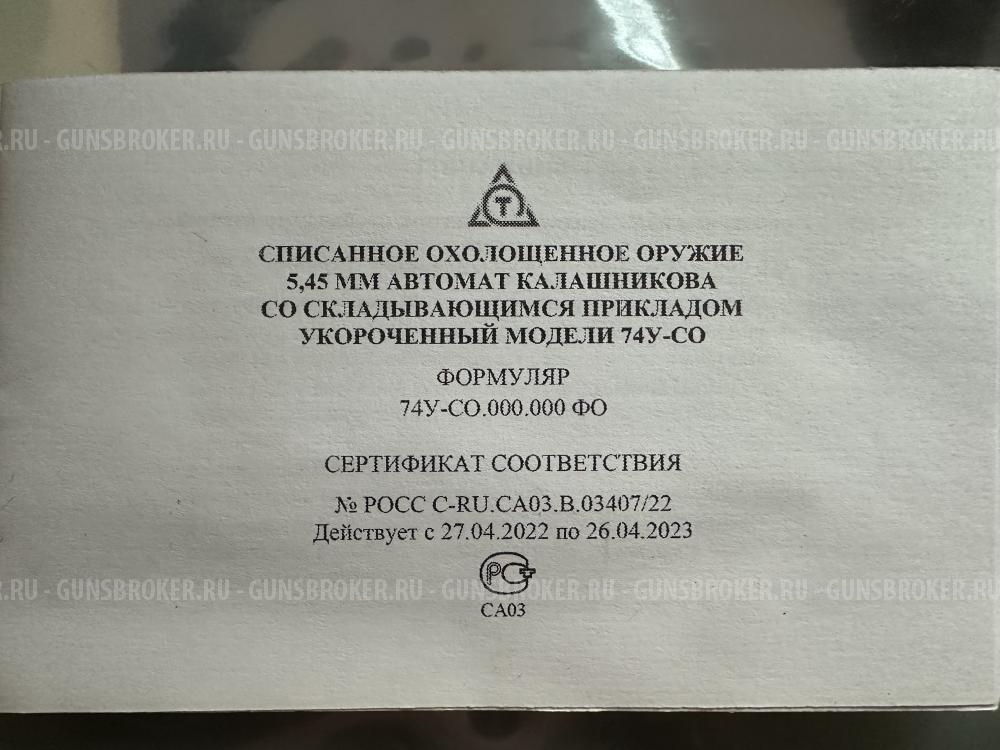 R.RU - GUNSBROKER.RU - GUNSBROKER.RU - GUNSBROKER.RU - GUNSBROKER.RU - GUNSBROKER.RU
Т
СПИСАННОЕ ОХОЛОЩЕННОЕ ОРУЖИЕ
5,45 ММ АВТОМАТ КАЛАШНИКОВА
СО СКЛАДЫВАЮЩИМСЯ ПРИКЛАДОМ
УКОРОЧЕННЫЙ МОДЕЛИ 74У-СО
ФОРМУЛЯР
74У-СО.000.000 ФО
СЕРТИФИКАТ СООТВЕТСТВИЯ
№ РОСС C-RU.СА03.В.03407/22
Действует с 27.04.2022 по 26.04.2023
РСТ
R.RU - GUNSBROKER.RU - GUNSBROKER.RU - GUNSBROKER.RU - GUNSBROKER.RU - GUNSBROKER.RU
СА03